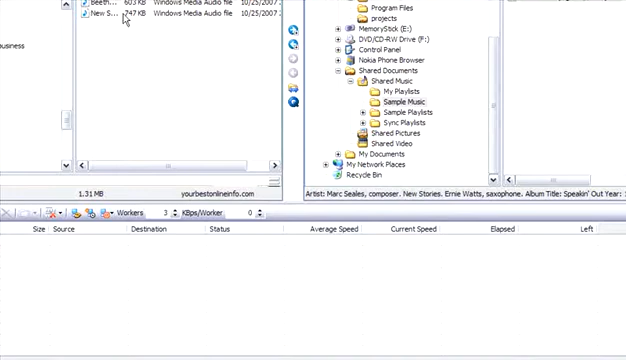 Beeth... 603 KB Windows Media Audio file 10/25/2007
New S... 747 KB Windows Media Audio file 10/25/2007
business
1.31 MB
yourbestonlineinfo.com
Program Files
projects
MemoryStick (E:)
DVD/CD-RW Drive (F:)
Control Panel
Nokia Phone Browser
Shared Documents
Shared Music
My Playlists
Sample Music
Sample Playlists
Sync Playlists
Shared Pictures
Shared Video
My Documents
My Network Places
Recycle Bin
Artist: Marc Seales, composer. New Stories. Ernie Watts, saxophone. Album Title: Speakin' Out Year: 1
Workers 3 KBps/Worker 0
Size Source Destination Status Average Speed Current Speed Elapsed Left